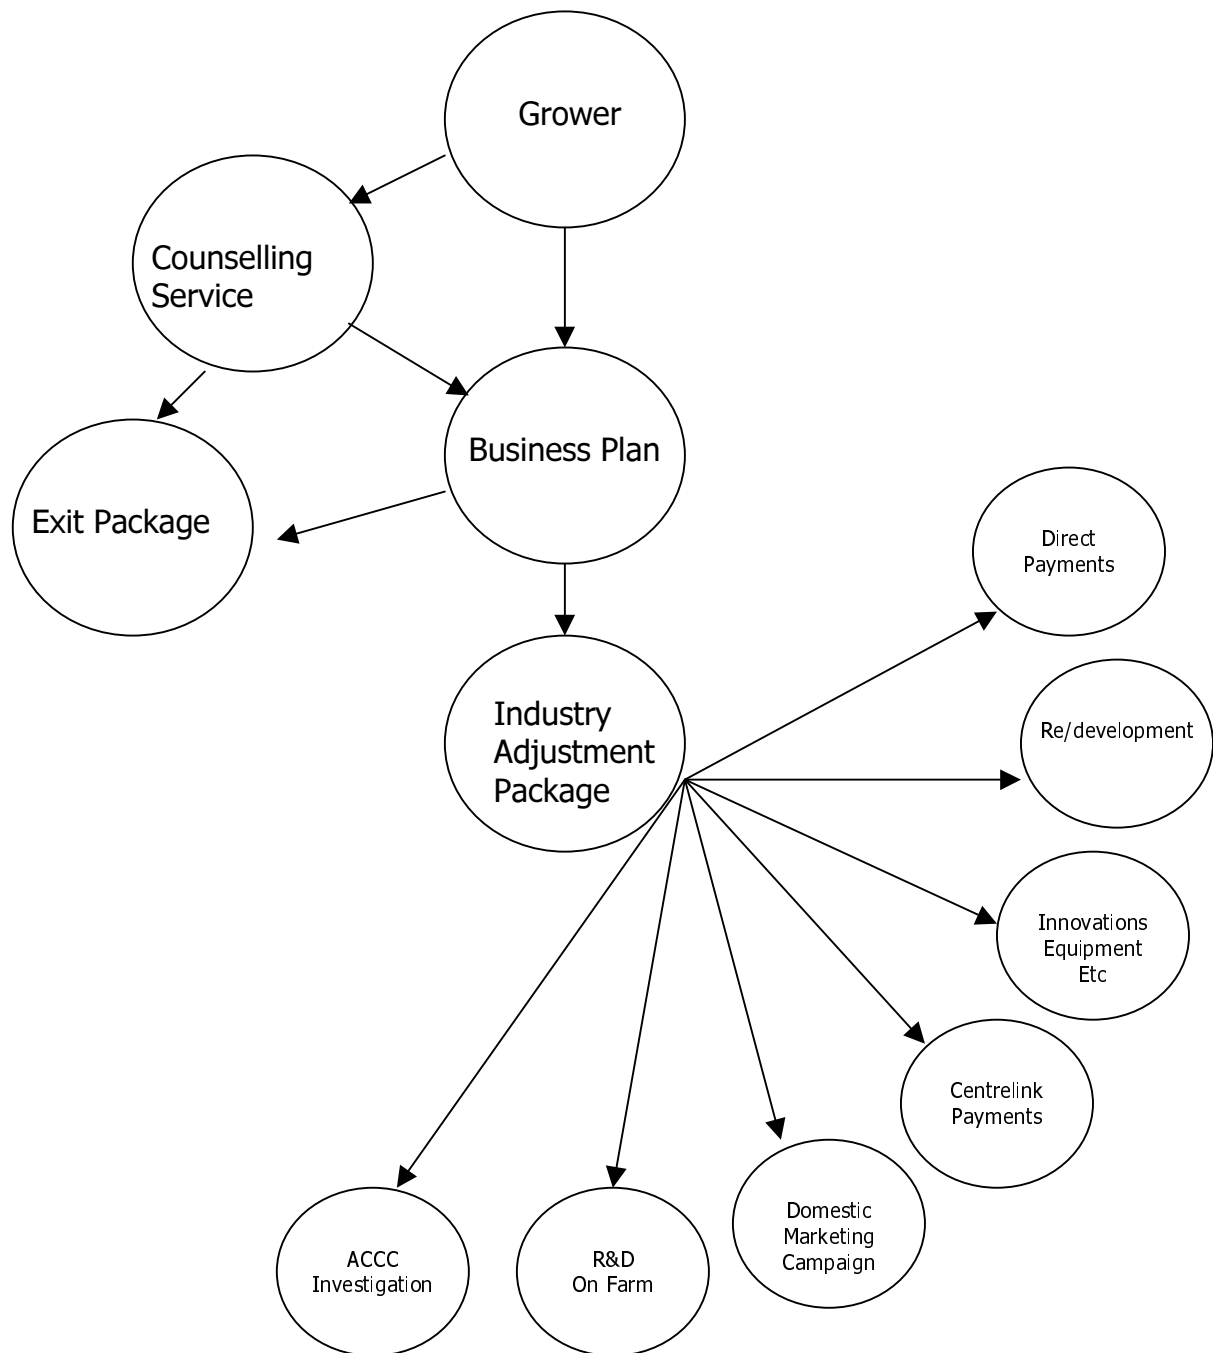 Grower
Counselling
Service
Business Plan
Exit Package
Direct
Payments
Industry
Adjustment
Package
Re/development
Innovations
Equipment
Etc
Centrelink
Payments
Domestic
Marketing
Campaign
R&D
On Farm
ACCC
Investigation